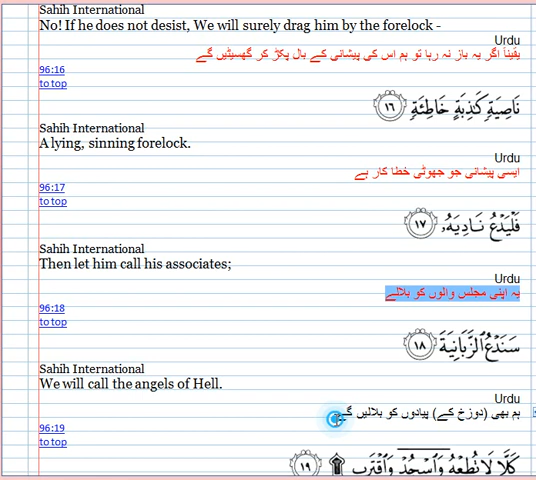 Sahih International
No! If he does not desist, We will surely drag him by the forelock -
Urdu
یقیناً اگر یہ باز نہ رہا تو ہم اس کی پیشانی کے بال پکڑ کر گھسیٹیں گے
96:16
to top
نَاصِيَةٍ كَٰذِبَةٍ خَاطِئَةٍ ١٦
Sahih International
A lying, sinning forelock.
Urdu
ایسی پیشانی جو جھوٹی خطا کار ہے
96:17
to top
فَلْيَدْعُ نَادِيَهُۥ ١٧
Sahih International
Then let him call his associates;
Urdu
یہ اپنی مجلس والوں کو بلالے
96:18
to top
سَنَدْعُ ٱلزَّبَانِيَةَ ١٨
Sahih International
We will call the angels of Hell.
Urdu
ہم بھی (دوزخ کے) پیادوں کو بلالیں گے
96:19
to top
كَلَّا لَا تُطِعْهُ وَٱسْجُدْ وَٱقْتَرِب ۩ ١٩